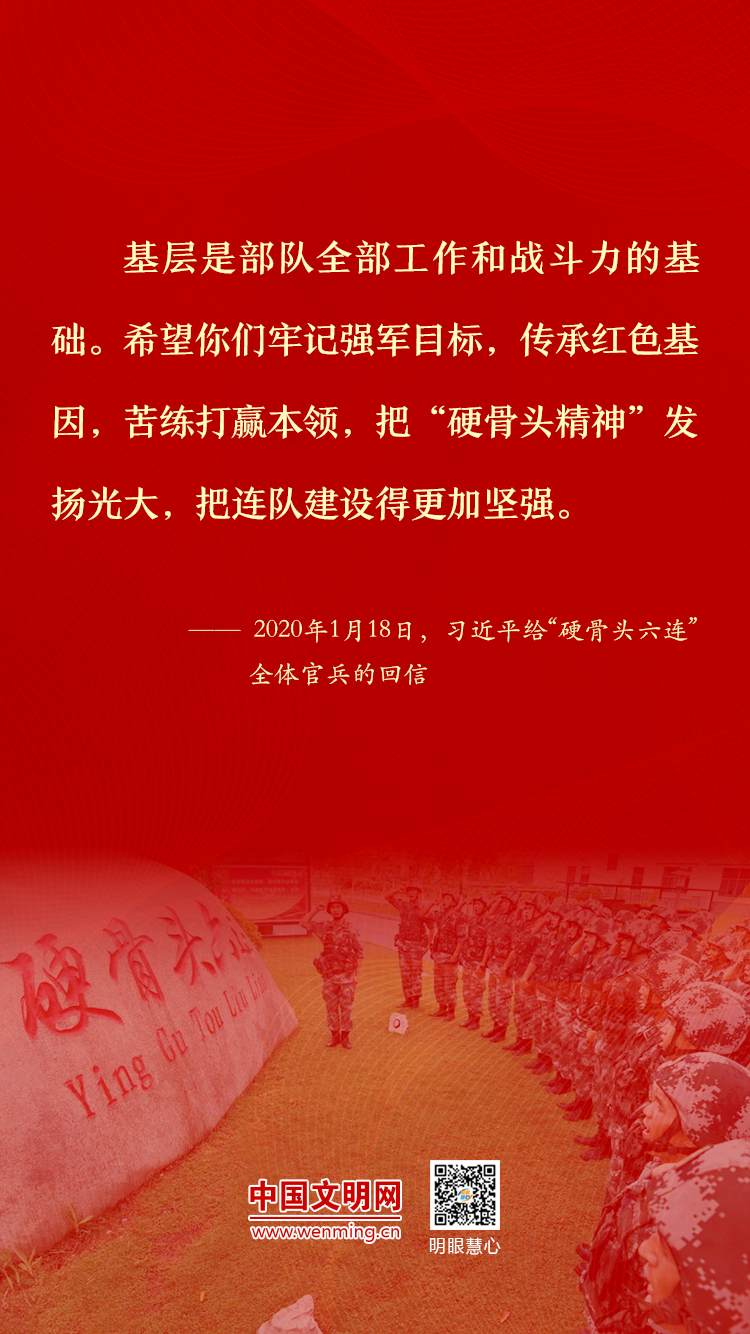 基层是部队全部工作和战斗力的基
础。希望你们牢记强军目标，传承红色基
因，苦练打赢本领，把“硬骨头精神”发
扬光大，把连队建设得更加坚强。
—— 2020年1月18日，习近平给“硬骨头六连”
全体官兵的回信
硬骨头六连
Ying Gu Tou Liu Lian
中国文明网
www.wenming.cn
明眼慧心